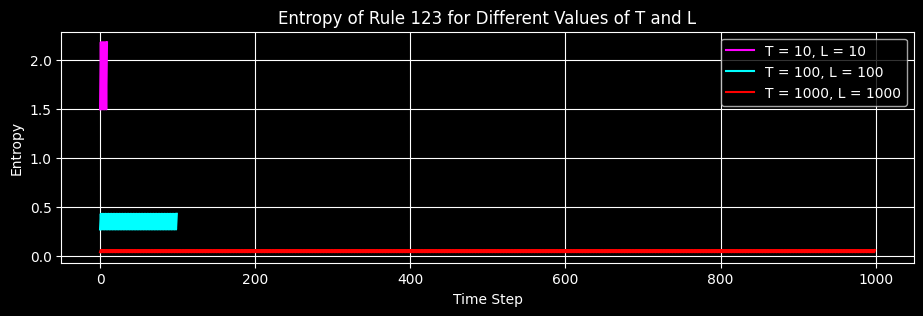 Entropy of Rule 123 for Different Values of T and L
T = 10, L = 10
T = 100, L = 100
T = 1000, L = 1000
2.0
1.5
1.0
0.5
0.0
Entropy
0 200 400 600 800 1000
Time Step